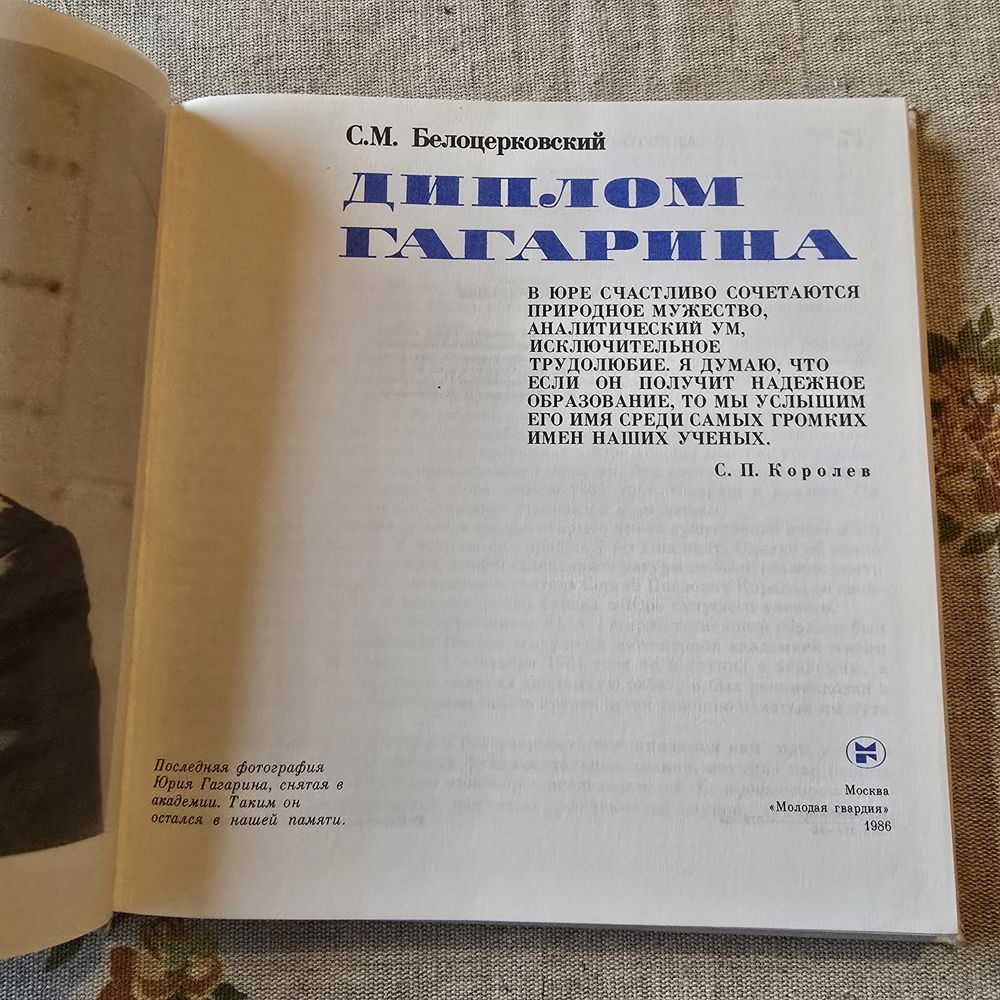 С.М. Белоцерковский
ДИПЛОМ
ГАГАРИНА
В ЮРЕ СЧАСТЛИВО СОЧЕТАЮТСЯ
ПРИРОДНОЕ МУЖЕСТВО,
АНАЛИТИЧЕСКИЙ УМ,
ИСКЛЮЧИТЕЛЬНОЕ
ТРУДОЛЮБИЕ. Я ДУМАЮ, ЧТО
ЕСЛИ ОН ПОЛУЧИТ НАДЕЖНОЕ
ОБРАЗОВАНИЕ, ТО МЫ УСЛЫШИМ
ЕГО ИМЯ СРЕДИ САМЫХ ГРОМКИХ
ИМЕН НАШИХ УЧЕНЫХ.
С. П. Королев
Последняя фотография
Юрия Гагарина, снятая в
академии. Таким он
остался в нашей памяти.
Москва
«Молодая гвардия»
1986